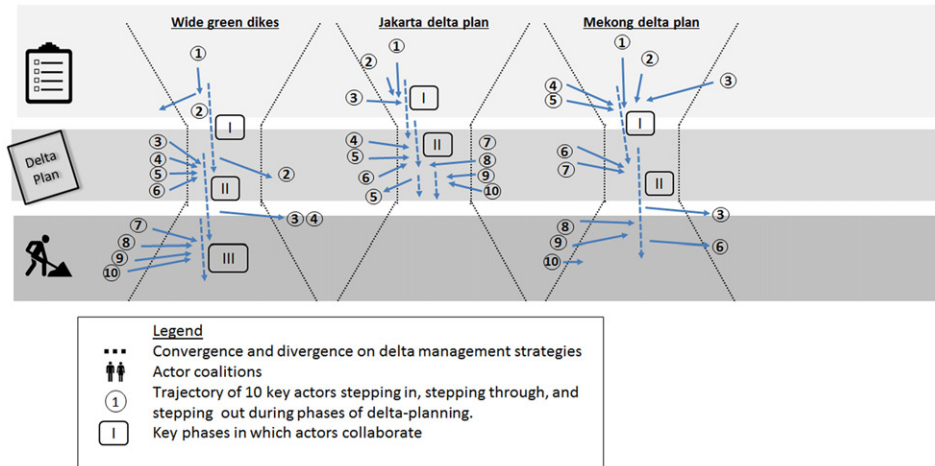 Wide green dikes
Jakarta delta plan
Mekong delta plan
1
2
I
1
2
3
I
1
2
3
4
5
I
Delta
Plan
3
4
5
6
2
II
4
5
6
5
II
7
8
9
10
6
7
II
3 4
7
8
9
10
III
3
8
9
10
6
Legend
Convergence and divergence on delta management strategies
Actor coalitions
1 Trajectory of 10 key actors stepping in, stepping through, and
stepping out during phases of delta-planning.
I Key phases in which actors collaborate